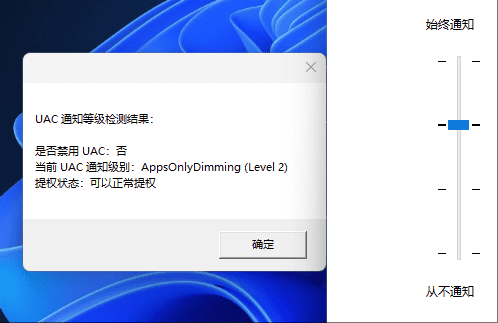 始终通知
UAC 通知等级检测结果：
是否禁用 UAC：否
当前 UAC 通知级别：AppsOnlyDimming (Level 2)
提权状态：可以正常提权
确定
从不通知